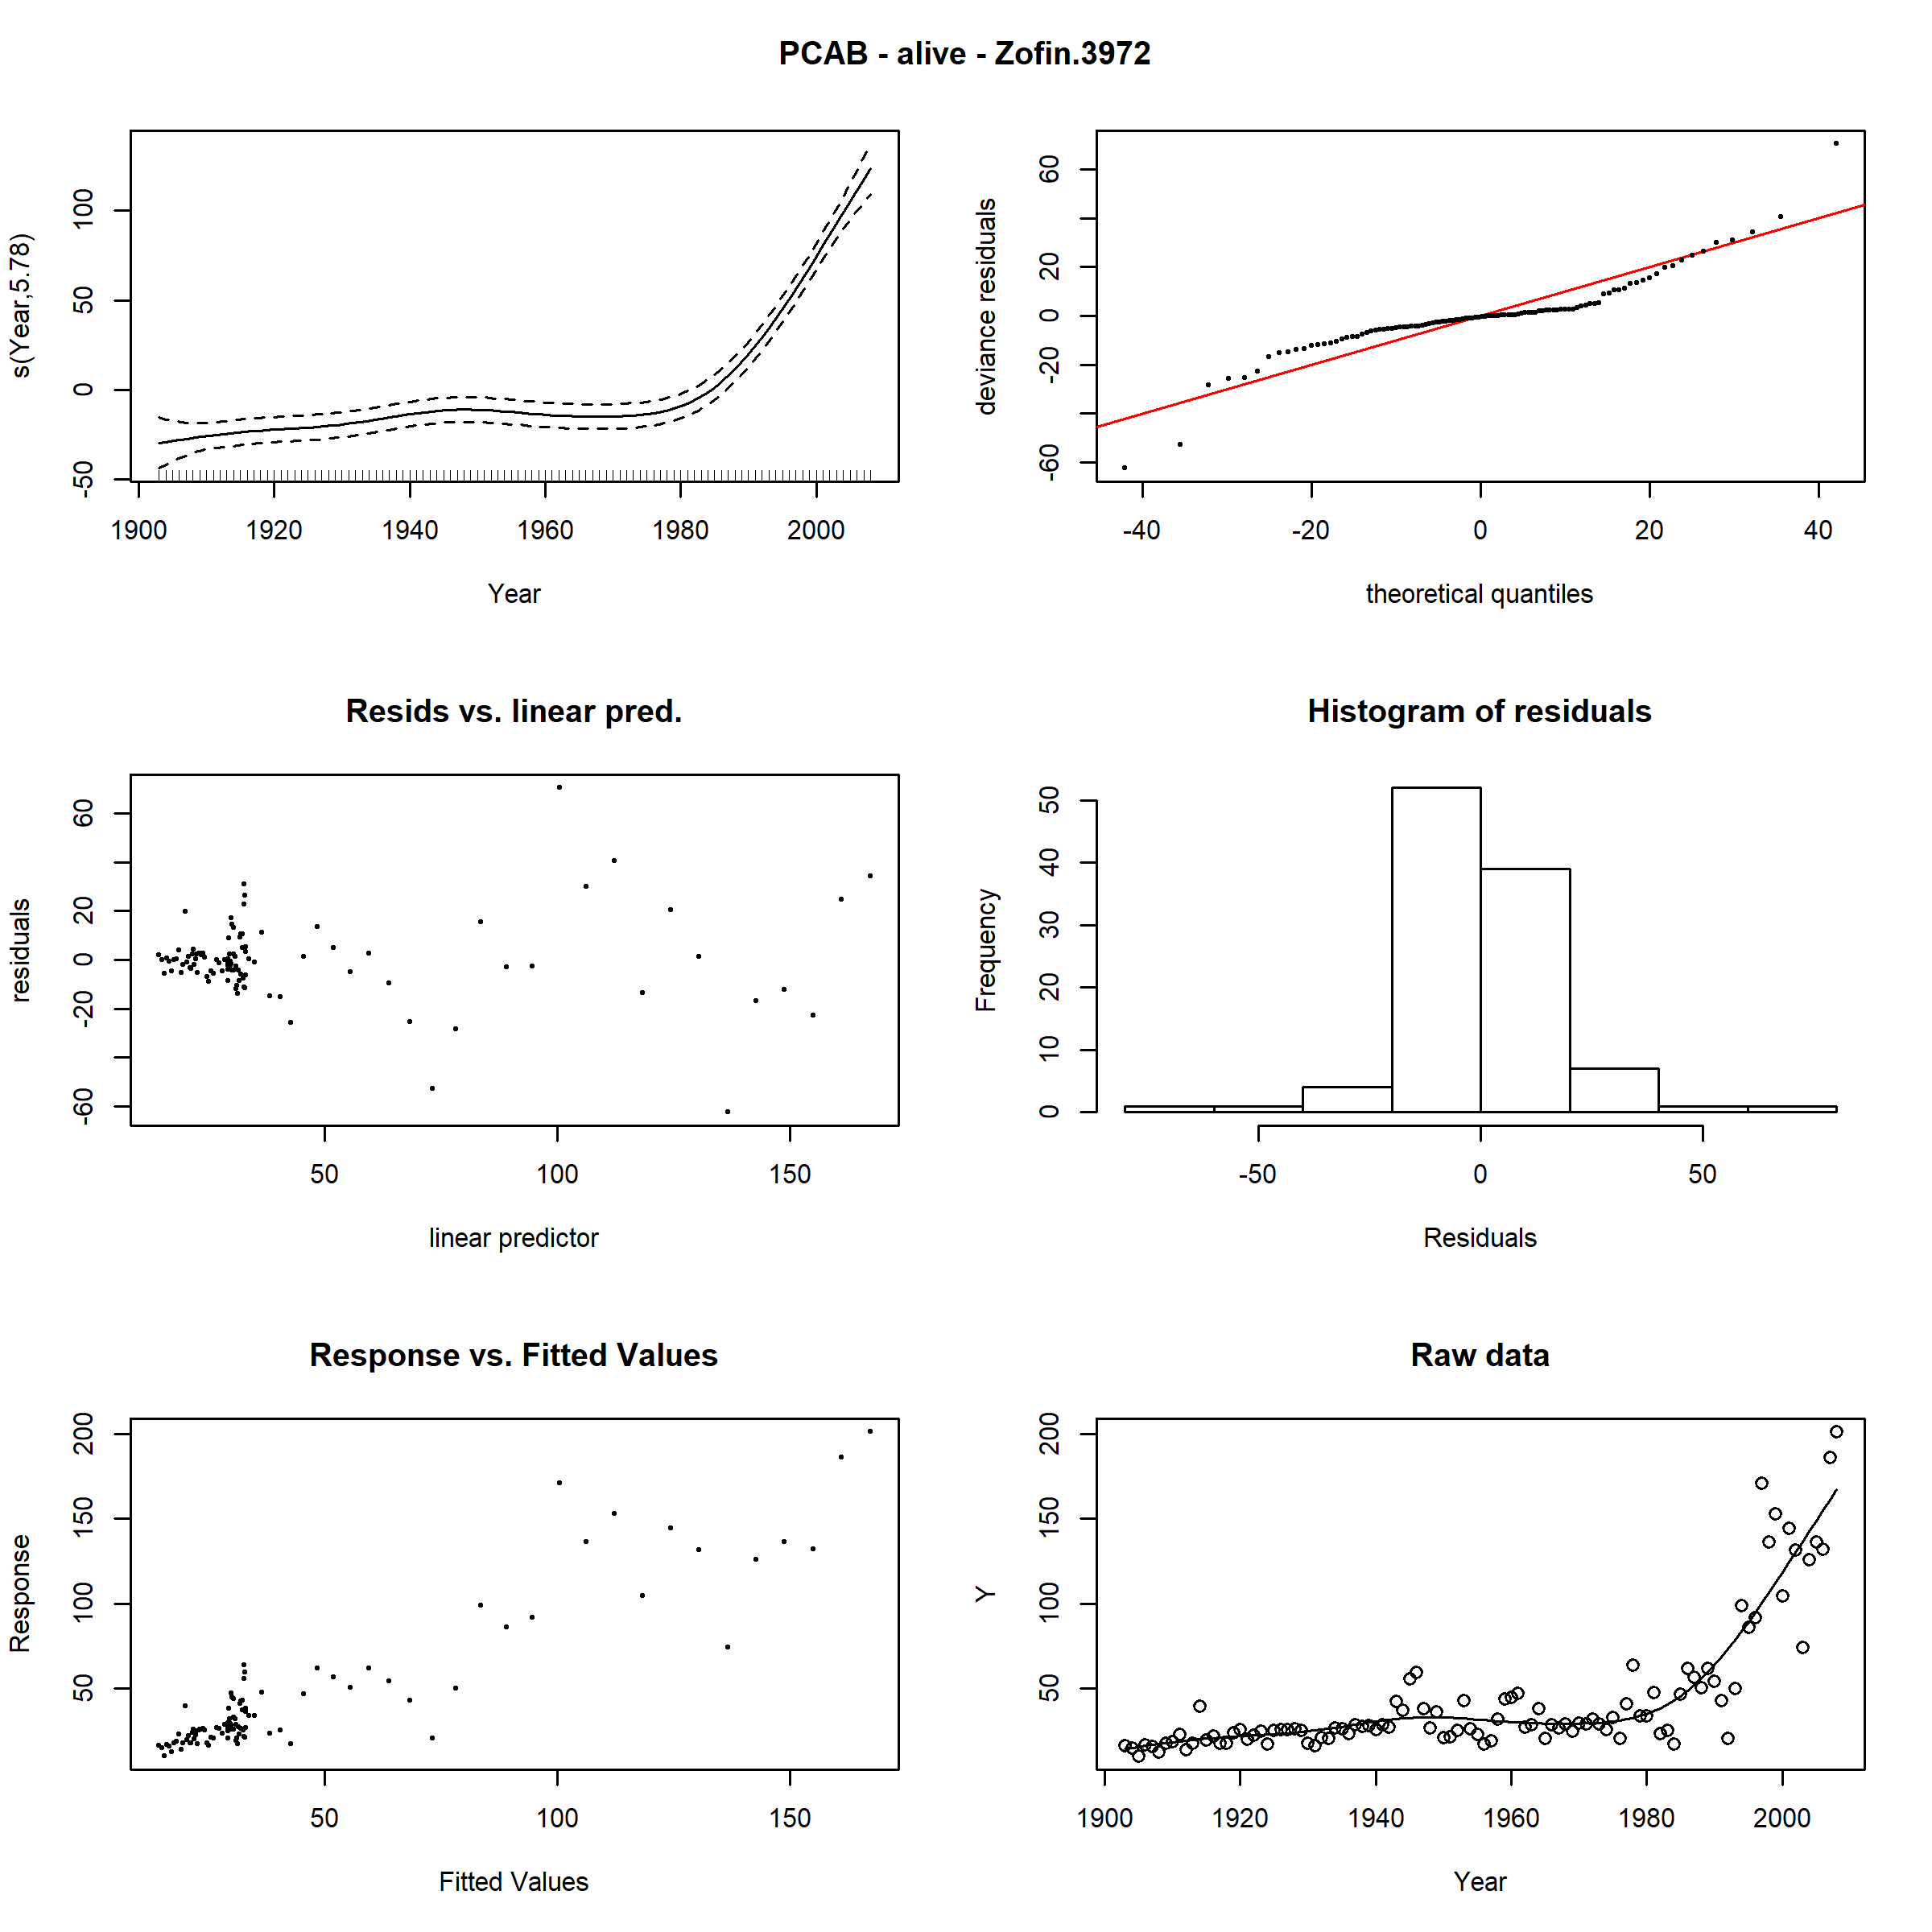 PCAB - alive - Zofin.3972
s(Year,5.78)
-50 0 50 100
1900 1920 1940 1960 1980 2000
Year
deviance residuals
-60 -20 0 20 60
-40 -20 0 20 40
theoretical quantiles
Resids vs. linear pred.
residuals
-60 -20 0 20 60
50 100 150
linear predictor
Histogram of residuals
Frequency
0 10 20 30 40 50
-50 0 50
Residuals
Response vs. Fitted Values
Response
50 100 150 200
50 100 150
Fitted Values
Raw data
Y
50 100 150 200
1900 1920 1940 1960 1980 2000
Year